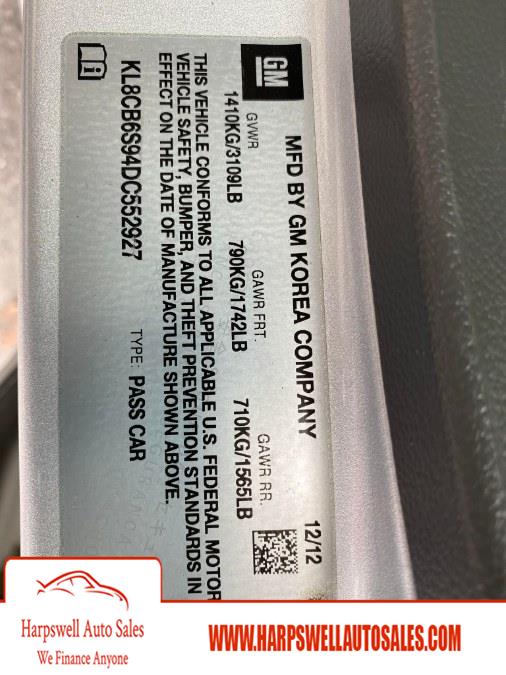 GM
MFD BY GM KOREA COMPANY
12/12
GVWR
GAWR FRT.
GAWR RR.
1410KG/3109LB
790KG/1742LB
710KG/1565LB
THIS VEHICLE CONFORMS TO ALL APPLICABLE U.S. FEDERAL MOTOR
VEHICLE SAFETY, BUMPER, AND THEFT PREVENTION STANDARDS IN
EFFECT ON THE DATE OF MANUFACTURE SHOWN ABOVE.
KL8CB6S94DC552927
TYPE: PASS CAR
Harpswell Auto Sales
We Finance Anyone
WWW.HARPSWELLAUTOSALES.COM